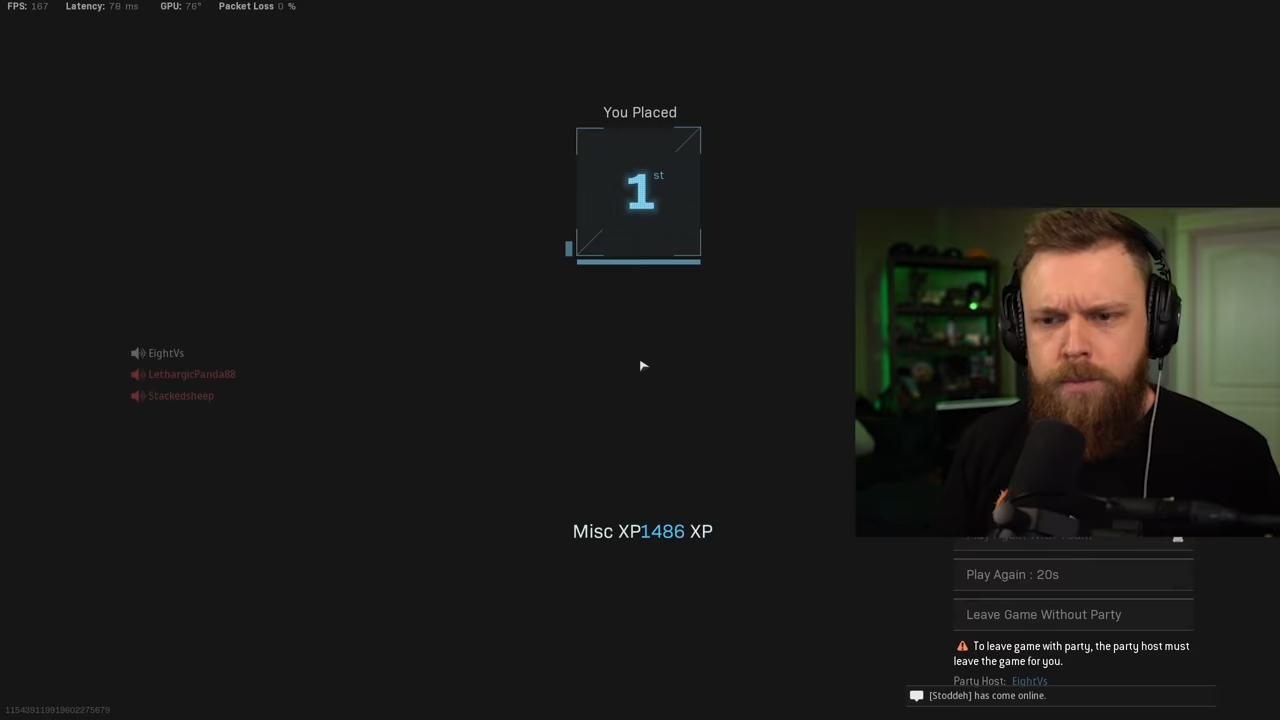 FPS: 167 Latency: 78 ms GPU: 76° Packet Loss 0 %
You Placed
1st
EightVs
LethargicPanda88
Stackedsheep
Misc XP1486 XP
Play Again : 20s
Leave Game Without Party
To leave game with party, the party host must
leave the game for you.
Party Host: EightVs
[Stoddeh] has come online.
11543911991960227567​9